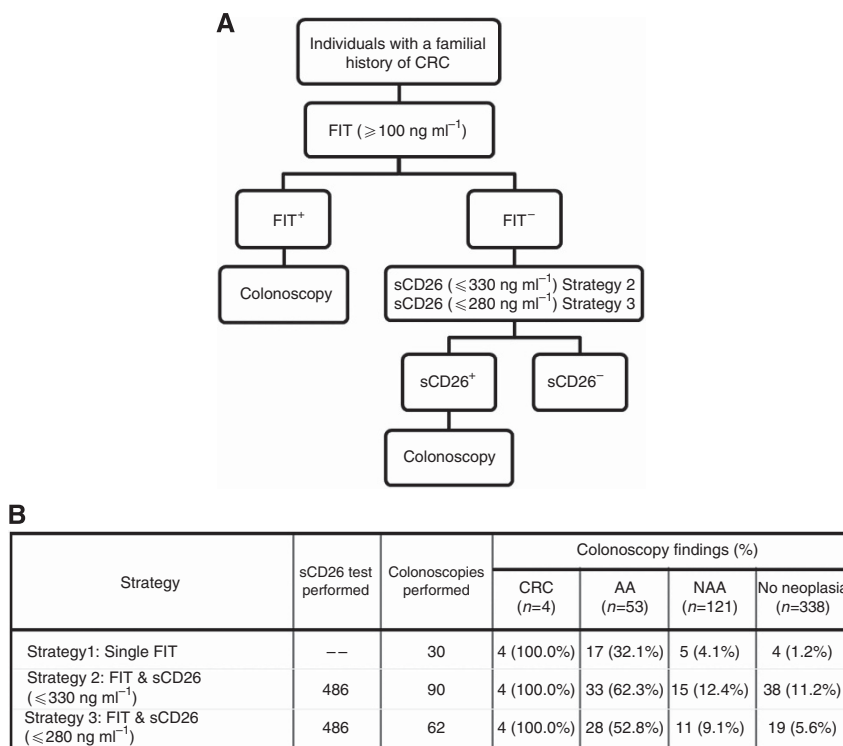 A
Individuals with a familial
history of CRC
FIT (⩾100 ng ml⁻¹)
FIT⁺
FIT⁻
Colonoscopy
sCD26 (⩽330 ng ml⁻¹) Strategy 2
sCD26 (⩽280 ng ml⁻¹) Strategy 3
sCD26⁺
sCD26⁻
Colonoscopy
B
Strategy
sCD26 test
performed
Colonoscopies
performed
Colonoscopy findings (%)
CRC
(n=4)
AA
(n=53)
NAA
(n=121)
No neoplasia
(n=338)
Strategy1: Single FIT -- 30 4 (100.0%) 17 (32.1%) 5 (4.1%) 4 (1.2%)
Strategy 2: FIT & sCD26
(⩽330 ng ml⁻¹) 486 90 4 (100.0%) 33 (62.3%) 15 (12.4%) 38 (11.2%)
Strategy 3: FIT & sCD26
(⩽280 ng ml⁻¹) 486 62 4 (100.0%) 28 (52.8%) 11 (9.1%) 19 (5.6%)